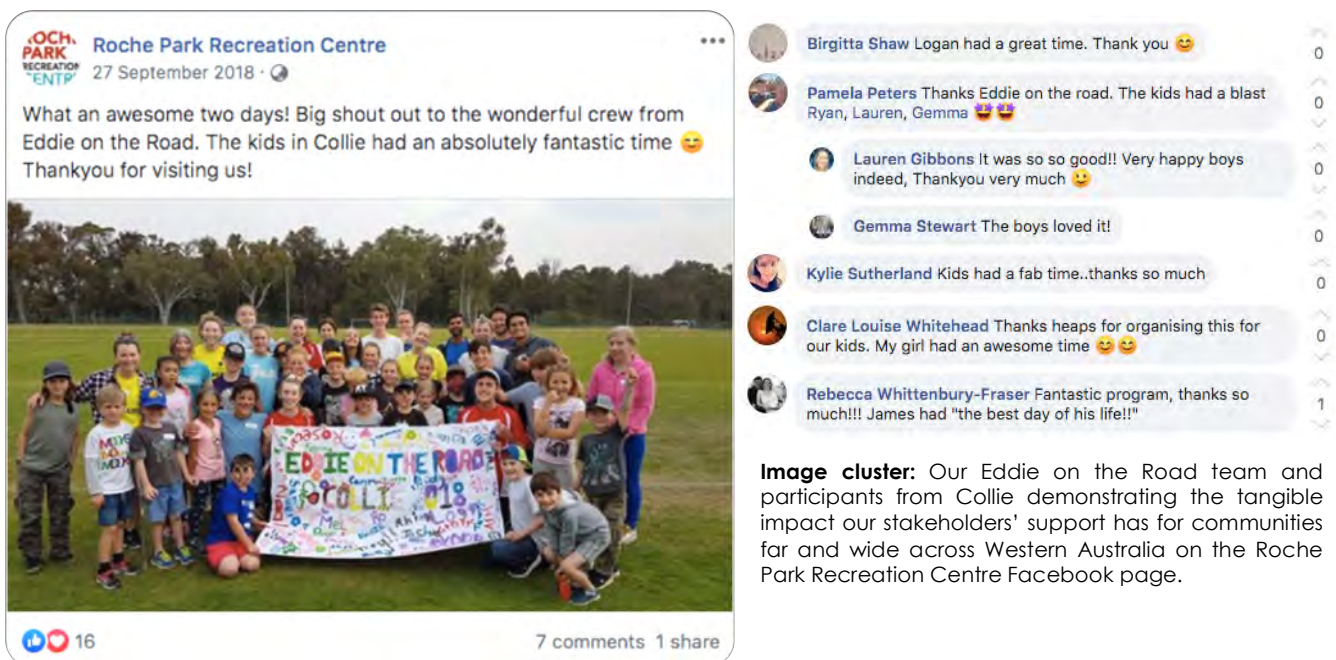 ROCH
PARK
RECREATION
CENTR
Roche Park Recreation Centre
27 September 2018 ·
What an awesome two days! Big shout out to the wonderful crew from
Eddie on the Road. The kids in Collie had an absolutely fantastic time 😊
Thankyou for visiting us!
EDDIE ON THE ROAD
COLLIE 2018
16
7 comments 1 share
Birgitta Shaw Logan had a great time. Thank you 😊
0
Pamela Peters Thanks Eddie on the road. The kids had a blast
Ryan, Lauren, Gemma 🤩🤩
0
Lauren Gibbons It was so so good!! Very happy boys
indeed, Thankyou very much 🙂
0
Gemma Stewart The boys loved it!
0
Kylie Sutherland Kids had a fab time..thanks so much
0
Clare Louise Whitehead Thanks heaps for organising this for
our kids. My girl had an awesome time 😊😊
0
Rebecca Whittenbury-Fraser Fantastic program, thanks so
much!!! James had "the best day of his life!!"
1
Image cluster: Our Eddie on the Road team and
participants from Collie demonstrating the tangible
impact our stakeholders' support has for communities
far and wide across Western Australia on the Roche
Park Recreation Centre Facebook page.